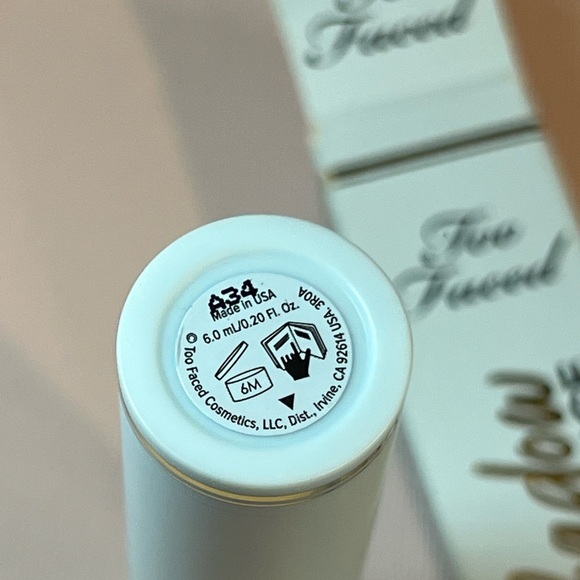 Too
Faced
Too
Faced
A34
Made in USA
6.0 mL/0.20 Fl. Oz.
6M
© Too Faced Cosmetics, LLC, Dist., Irvine, CA 92614 USA. 3R0A